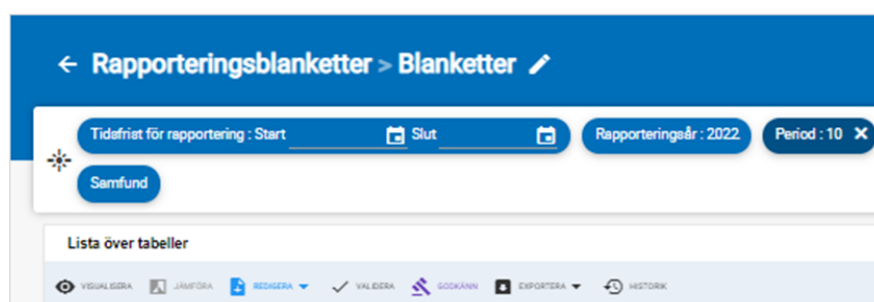 Rapporteringsblanketter > Blanketter
Tidsfrist för rapportering : Start Slut Rapporteringsår : 2022 Period : 10
Samfund
Lista över tabeller
VISUALISERA JÄMFÖRA REDIGERA VALIDERA GODKÄNN EXPORTERA HISTORIK